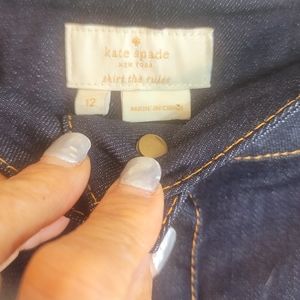 kate spade
NEW YORK
skirt the rules
12
MADE IN CHINA